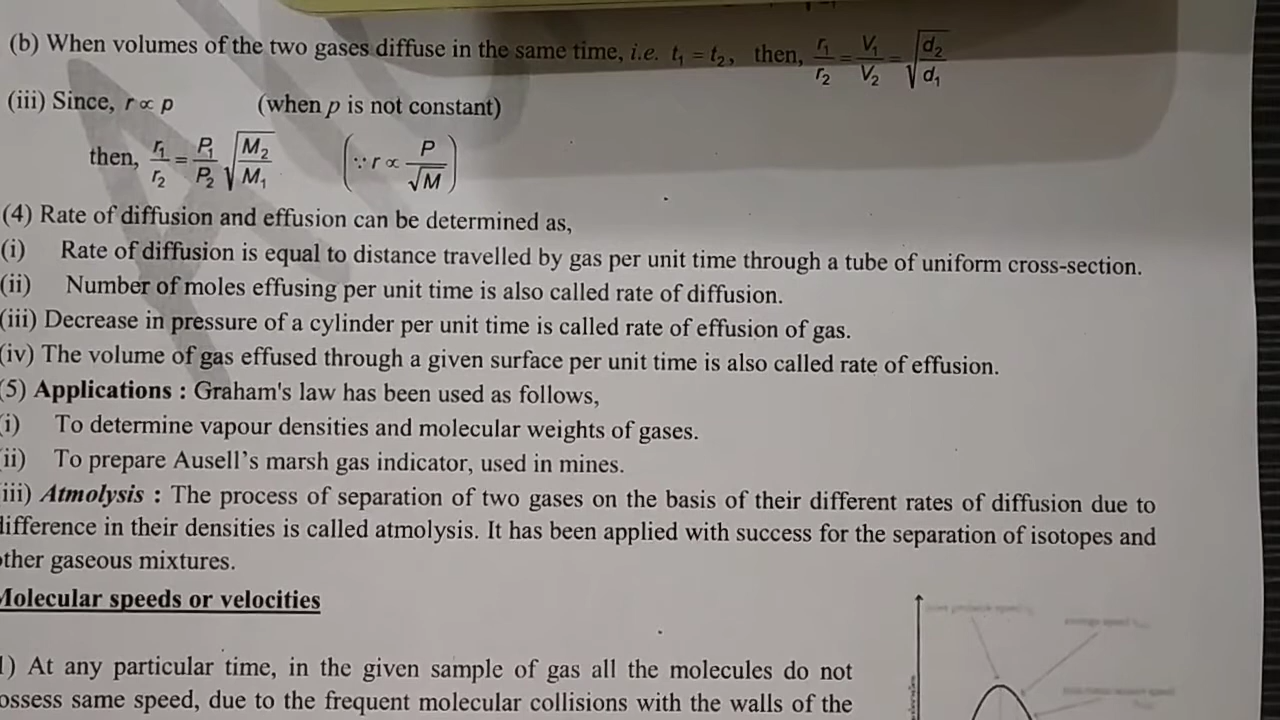 (b) When volumes of the two gases diffuse in the same time, i.e. t₁ = t₂, then, r₁/r₂ = V₁/V₂ = √(d₂/d₁)
(iii) Since, r ∝ p (when p is not constant)
then, r₁/r₂ = P₁/P₂ √(M₂/M₁) (∵ r ∝ P/√M)
(4) Rate of diffusion and effusion can be determined as,
(i) Rate of diffusion is equal to distance travelled by gas per unit time through a tube of uniform cross-section.
(ii) Number of moles effusing per unit time is also called rate of diffusion.
(iii) Decrease in pressure of a cylinder per unit time is called rate of effusion of gas.
(iv) The volume of gas effused through a given surface per unit time is also called rate of effusion.
5) Applications : Graham's law has been used as follows,
i) To determine vapour densities and molecular weights of gases.
ii) To prepare Ausell's marsh gas indicator, used in mines.
iii) Atmolysis : The process of separation of two gases on the basis of their different rates of diffusion due to
difference in their densities is called atmolysis. It has been applied with success for the separation of isotopes and
other gaseous mixtures.
Molecular speeds or velocities
1) At any particular time, in the given sample of gas all the molecules do not
ossess same speed, due to the frequent molecular collisions with the walls of the